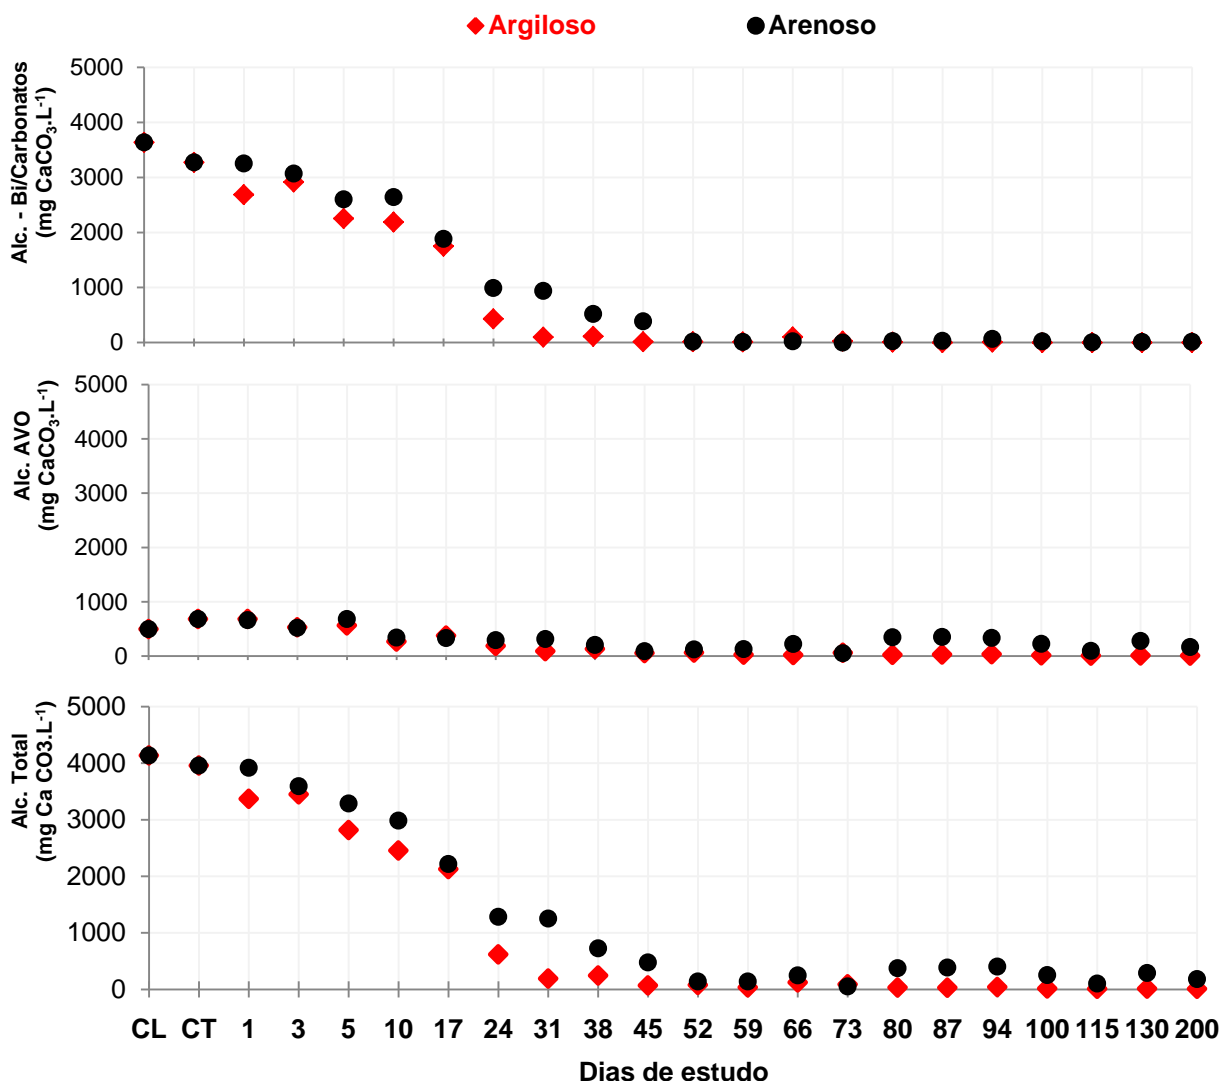 Argiloso Arenoso
Alc. - Bi/Carbonatos
(mg CaCO₃.L⁻¹)
5000
4000
3000
2000
1000
0
Alc. AVO
(mg CaCO₃.L⁻¹)
5000
4000
3000
2000
1000
0
Alc. Total
(mg Ca CO3.L⁻¹)
5000
4000
3000
2000
1000
0
CL CT 1 3 5 10 17 24 31 38 45 52 59 66 73 80 87 94 100 115 130 200
Dias de estudo